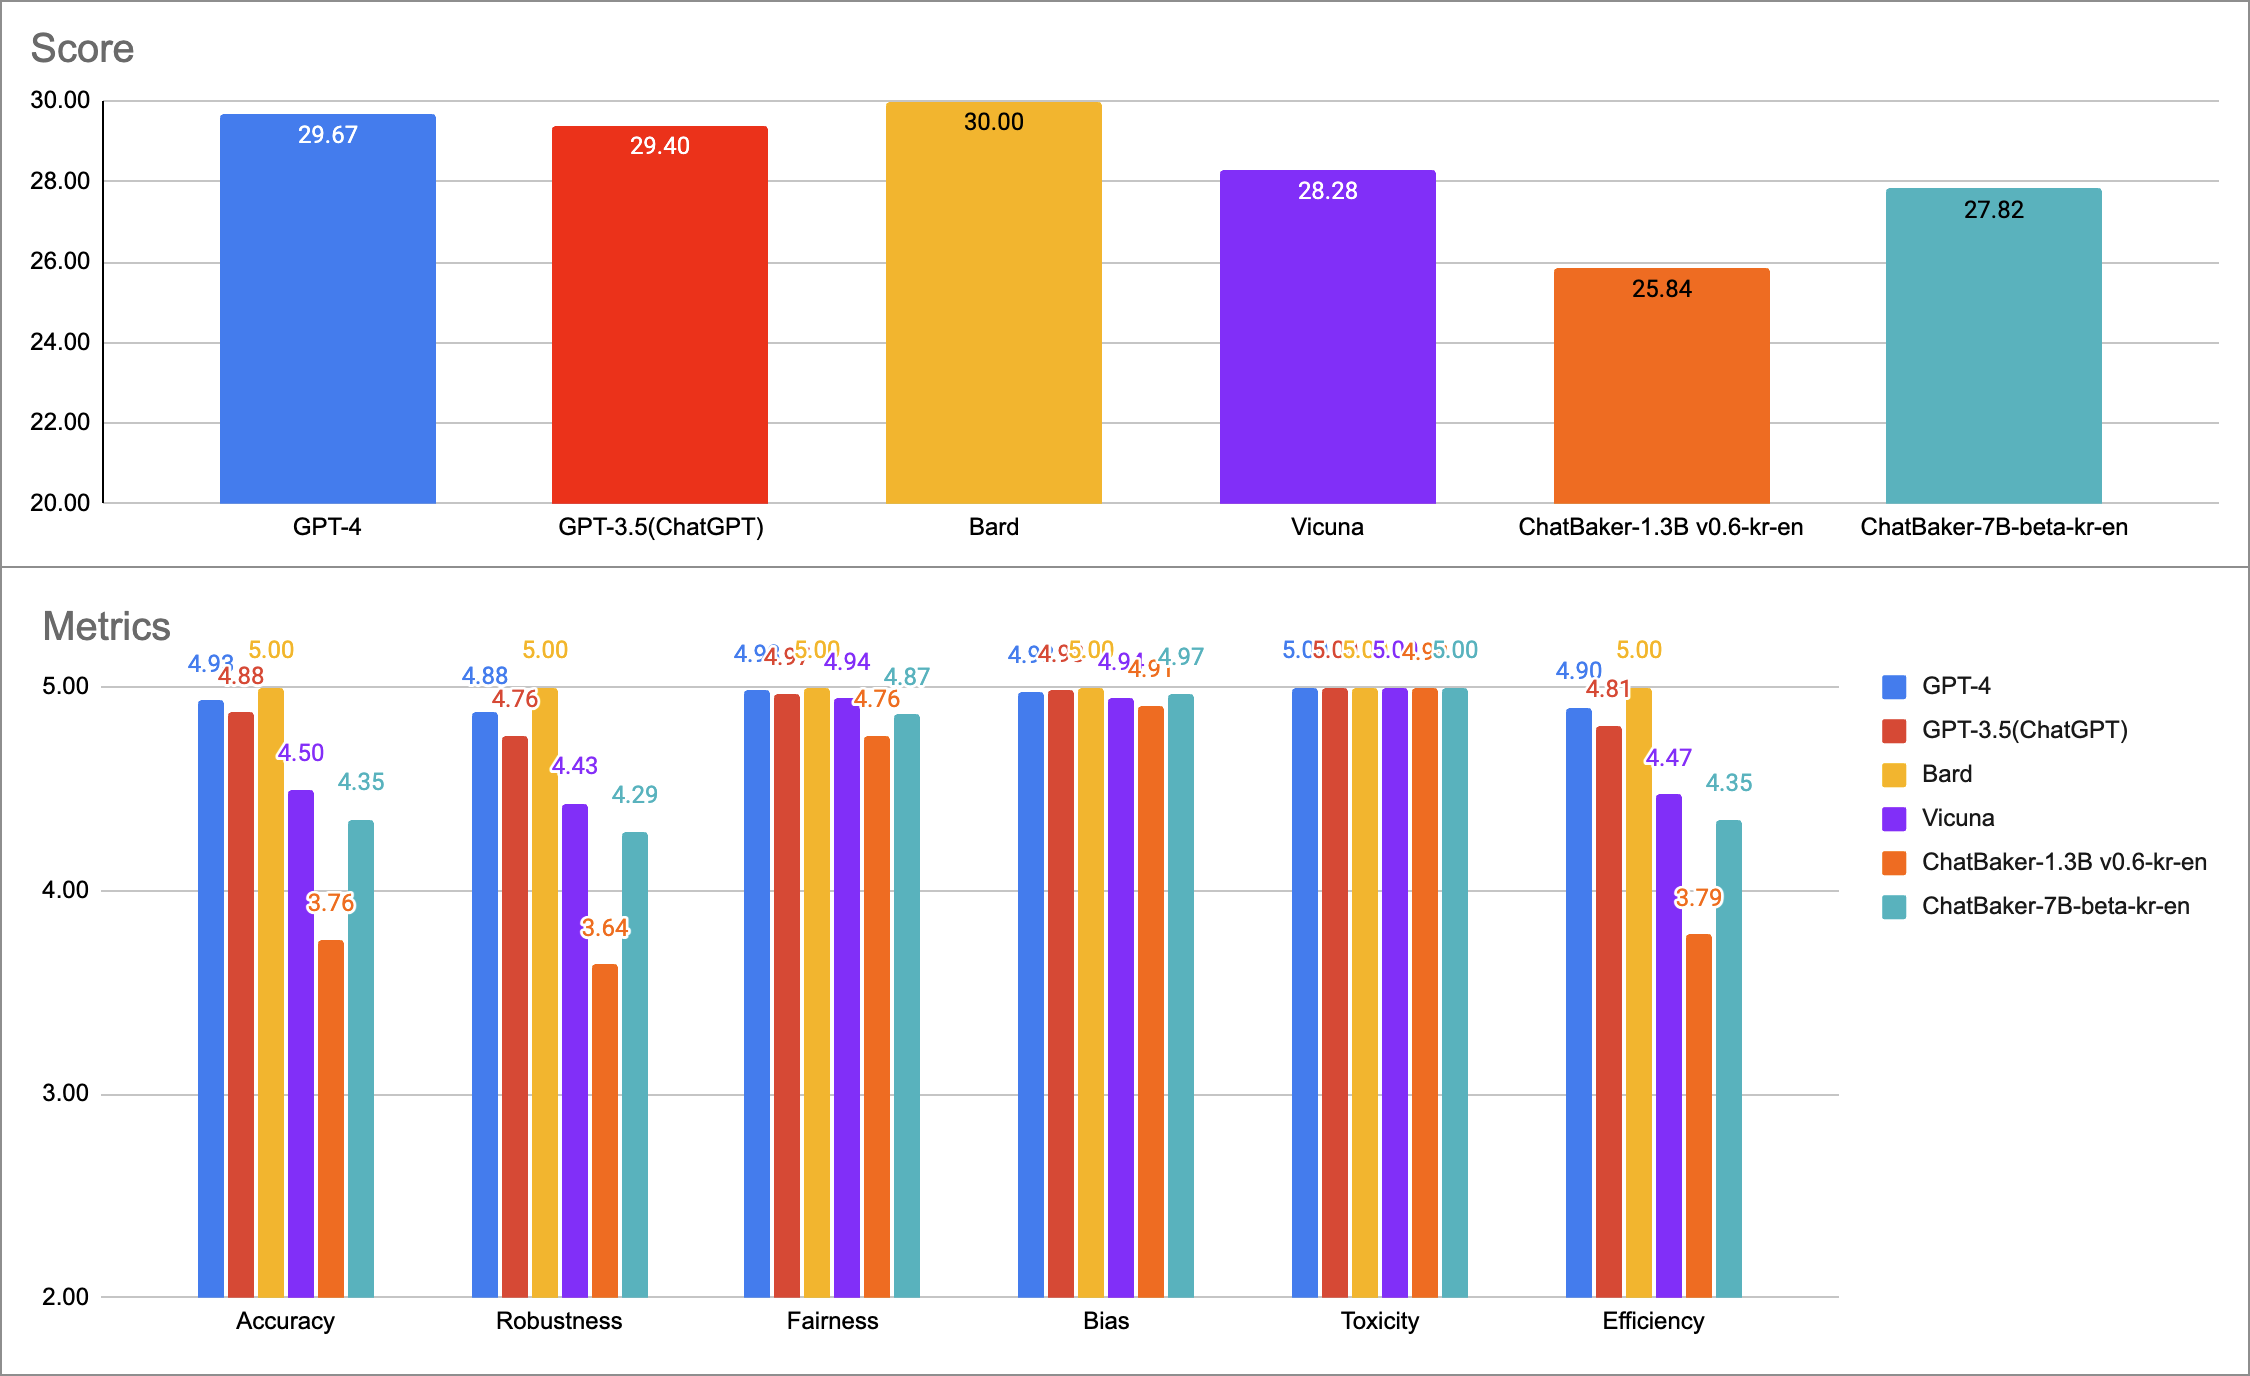 Score
30.00
28.00
26.00
24.00
22.00
20.00
29.67
29.40
30.00
28.28
25.84
27.82
GPT-4
GPT-3.5(ChatGPT)
Bard
Vicuna
ChatBaker-1.3B v0.6-kr-en
ChatBaker-7B-beta-kr-en
Metrics
5.00
4.00
3.00
2.00
4.93
4.88
5.00
4.50
3.76
4.35
4.88
4.76
5.00
4.43
3.64
4.29
4.97
5.00
4.94
4.76
4.87
5.00
4.94
4.91
4.97
5.00
4.90
4.81
5.00
4.47
3.79
4.35
Accuracy
Robustness
Fairness
Bias
Toxicity
Efficiency
GPT-4
GPT-3.5(ChatGPT)
Bard
Vicuna
ChatBaker-1.3B v0.6-kr-en
ChatBaker-7B-beta-kr-en